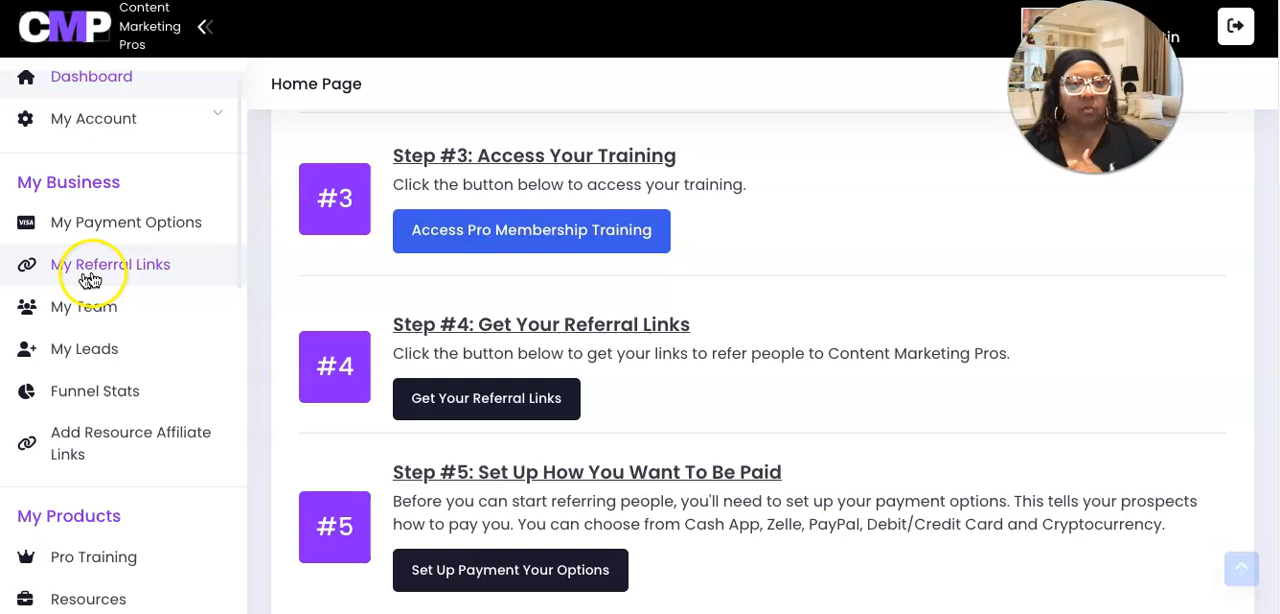 CMP
Content
Marketing
Pros
in
Dashboard
Home Page
My Account
My Business
My Payment Options
My Referral Links
My Team
My Leads
Funnel Stats
Add Resource Affiliate
Links
My Products
Pro Training
Resources
Step #3: Access Your Training
#3
Click the button below to access your training.
Access Pro Membership Training
Step #4: Get Your Referral Links
#4
Click the button below to get your links to refer people to Content Marketing Pros.
Get Your Referral Links
Step #5: Set Up How You Want To Be Paid
#5
Before you can start referring people, you'll need to set up your payment options. This tells your prospects
how to pay you. You can choose from Cash App, Zelle, PayPal, Debit/Credit Card and Cryptocurrency.
Set Up Payment Your Options